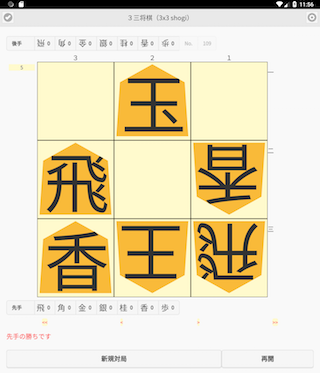 11:56
３三将棋（3x3 shogi）
後手 飛 0 角 0 金 0 銀 0 桂 0 香 0 歩 0 No. 109
3 2 1
5
玉 一
飛 香 二
香 王 飛 三
先手 飛 0 角 0 金 0 銀 0 桂 0 香 0 歩 0
先手の勝ちです
新規対局 再開